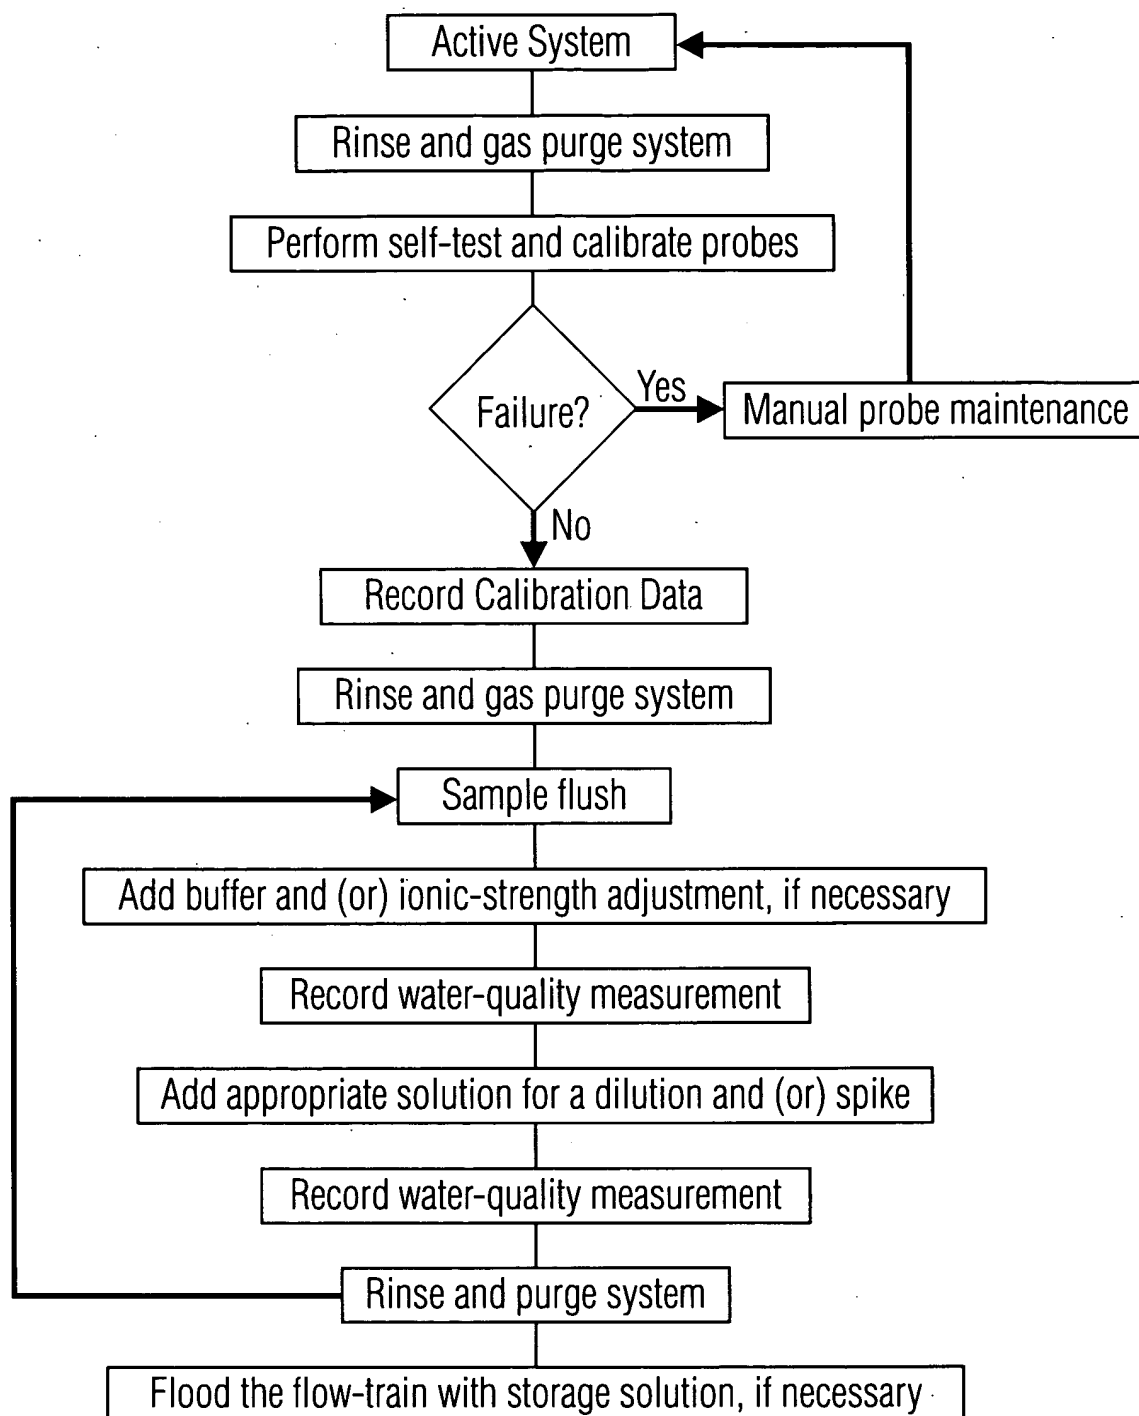 Active System
Rinse and gas purge system
Perform self-test and calibrate probes
Failure?
Yes
Manual probe maintenance
No
Record Calibration Data
Rinse and gas purge system
Sample flush
Add buffer and (or) ionic-strength adjustment, if necessary
Record water-quality measurement
Add appropriate solution for a dilution and (or) spike
Record water-quality measurement
Rinse and purge system
Flood the flow-train with storage solution, if necessary